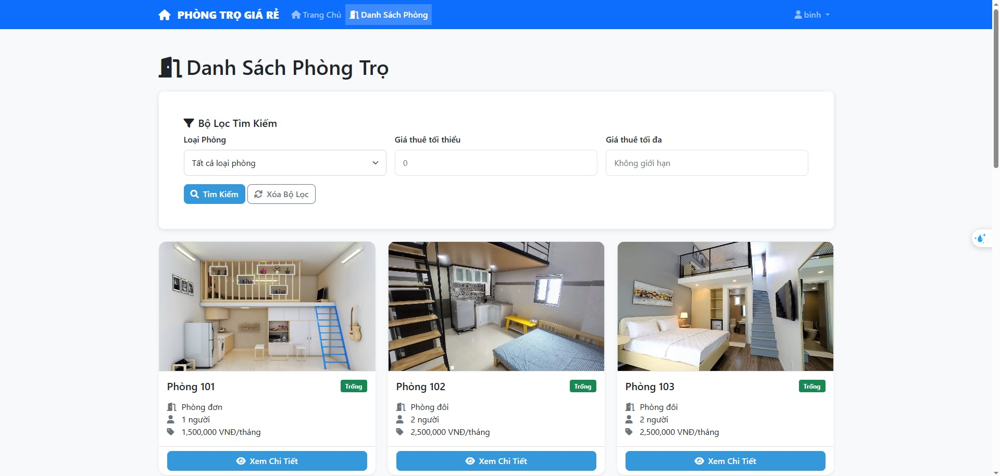 PHÒNG TRỌ GIÁ RẺ
Trang Chủ
Danh Sách Phòng
binh
Danh Sách Phòng Trọ
Bộ Lọc Tìm Kiếm
Loại Phòng
Giá thuê tối thiểu
Giá thuê tối đa
Tất cả loại phòng
0
Không giới hạn
Tìm Kiếm
Xóa Bộ Lọc
Phòng 101
Trống
Phòng đơn
1 người
1,500,000 VNĐ/tháng
Xem Chi Tiết
Phòng 102
Trống
Phòng đôi
2 người
2,500,000 VNĐ/tháng
Xem Chi Tiết
Phòng 103
Trống
Phòng đôi
2 người
2,500,000 VNĐ/tháng
Xem Chi Tiết